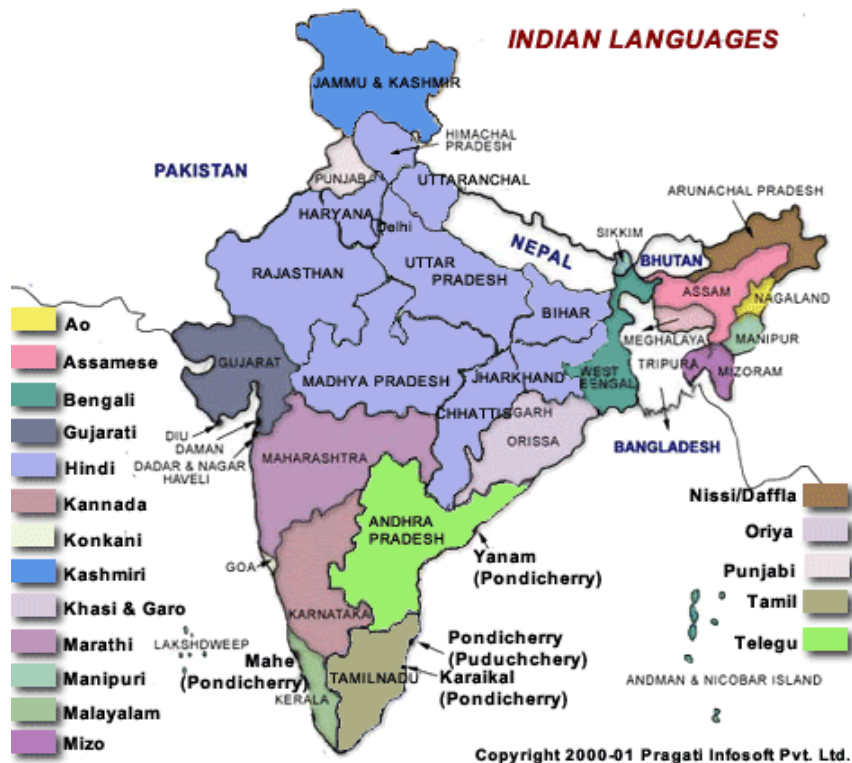 INDIAN LANGUAGES
JAMMU & KASHMIR
HIMACHAL
PRADESH
PAKISTAN
PUNJABA
UTTARANCHAL
ARUNACHAL PRADESH
HARYANA
Delhi
SIKKIM
NEPAL
BHUTAN
RAJASTHAN
UTTAR
PRADESH
ASSAM
NAGALAND
BIHAR
MEGHALAYA
MANIPUR
GUJARAT
MADHYA PRADESH
JHARKHAND
WEST
BENGAL
TRIPURA
MIZORAM
CHHATTIS
GARH
ORISSA
DIU
DAMAN
DADAR & NAGAR
HAVELI
BANGLADESH
MAHARASHTRA
ANDHRA
PRADESH
Yanam
(Pondicherry)
GOA
KARNATAKA
LAKSHDWEEP
Mahe
(Pondicherry)
KERALA
TAMILNADU
Pondicherry
(Puduchchery)
Karaikal
(Pondicherry)
ANDMAN & NICOBAR ISLAND
Ao
Assamese
Bengali
Gujarati
Hindi
Kannada
Konkani
Kashmiri
Khasi & Garo
Marathi
Manipuri
Malayalam
Mizo
Nissi/Daffla
Oriya
Punjabi
Tamil
Telegu
Copyright 2000-01 Pragati Infosoft Pvt. Ltd.